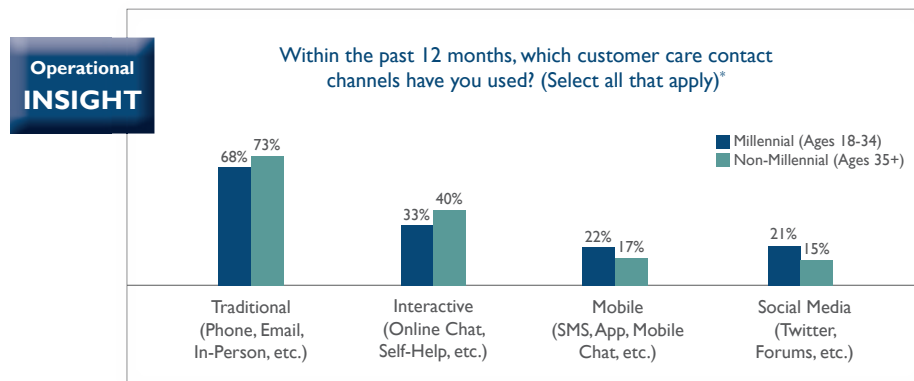 Operational
INSIGHT
Within the past 12 months, which customer care contact
channels have you used? (Select all that apply)*
Millennial (Ages 18-34)
Non-Millennial (Ages 35+)
68%
73%
33%
40%
22%
17%
21%
15%
Traditional
(Phone, Email,
In-Person, etc.)
Interactive
(Online Chat,
Self-Help, etc.)
Mobile
(SMS, App, Mobile
Chat, etc.)
Social Media
(Twitter,
Forums, etc.)